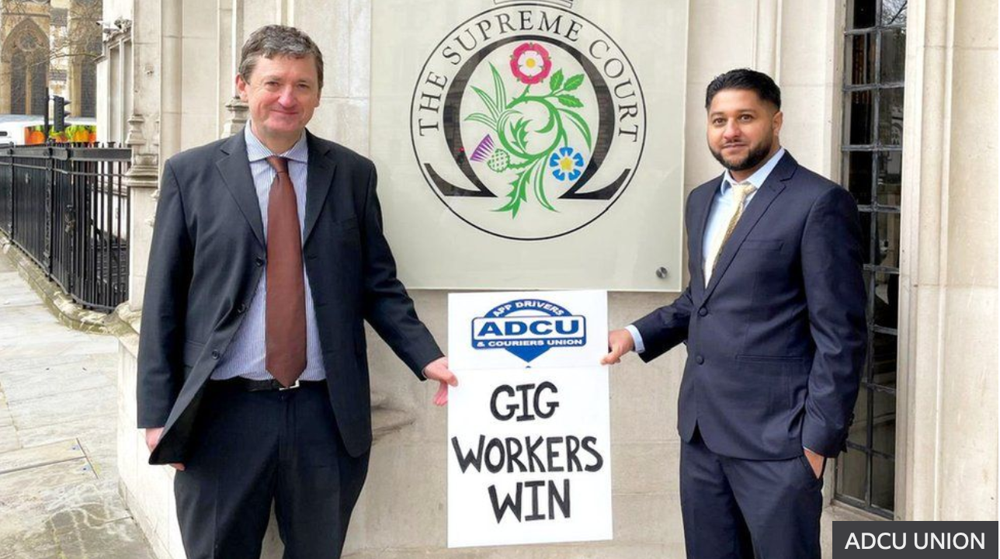 THE SUPREME COURT
APP DRIVERS
ADCU
& COURIERS UNION
GIG
WORKERS
WIN
ADCU UNION